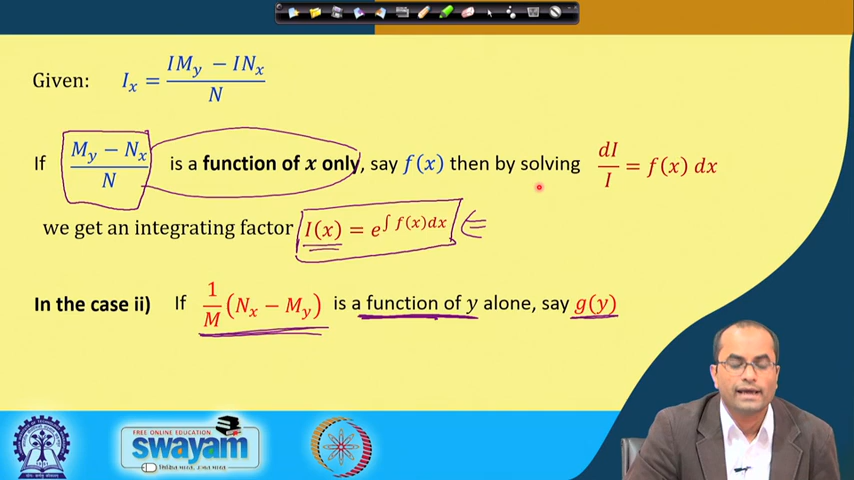 Given: I_x = (IM_y − IN_x) / N
If (M_y − N_x) / N is a function of x only, say f(x) then by solving dI / I = f(x) dx
we get an integrating factor I(x) = e^{∫ f(x)dx}
In the case ii) If 1/M (N_x − M_y) is a function of y alone, say g(y)
FREE ONLINE EDUCATION
swayam